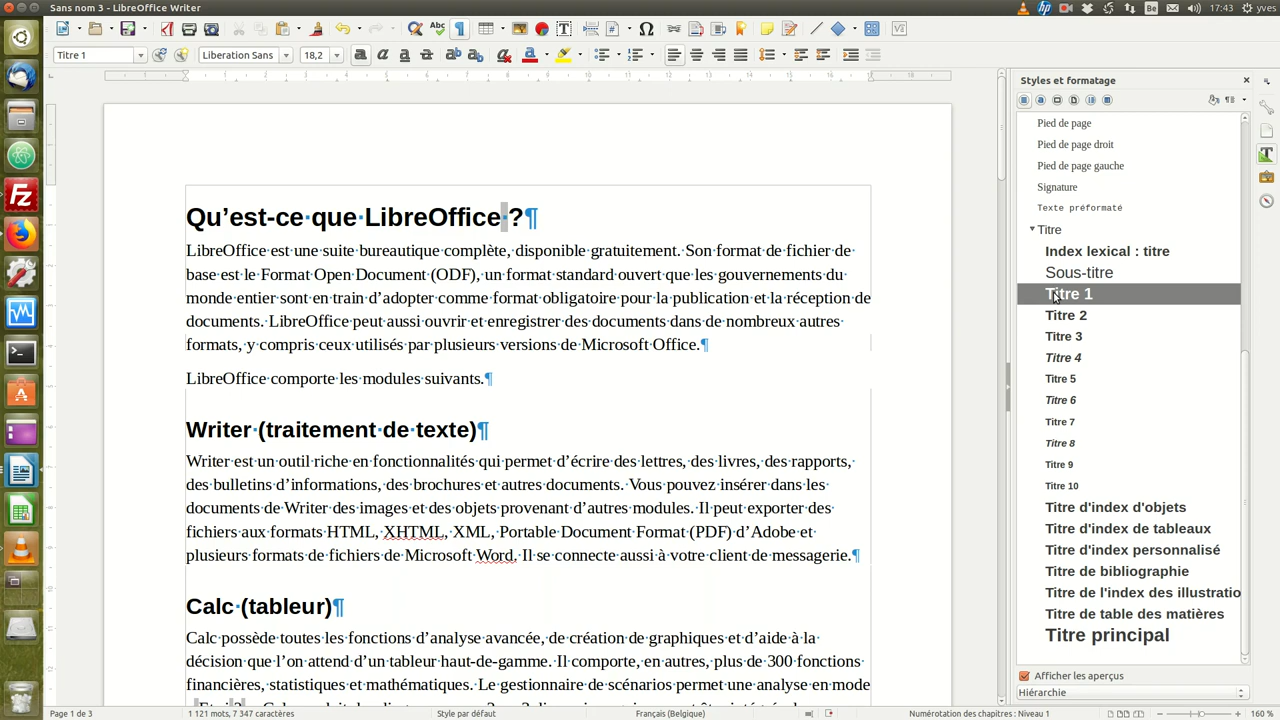 Sans nom 3 - LibreOffice Writer
Be
17:43
yves
Titre 1
Liberation Sans
18,2
Styles et formatage
Pied de page
Pied de page droit
Pied de page gauche
Signature
Texte préformaté
Titre
Index lexical : titre
Sous-titre
Titre 1
Titre 2
Titre 3
Titre 4
Titre 5
Titre 6
Titre 7
Titre 8
Titre 9
Titre 10
Titre d'index d'objets
Titre d'index de tableaux
Titre d'index personnalisé
Titre de bibliographie
Titre de l'index des illustratio
Titre de table des matières
Titre principal
Afficher les aperçus
Hiérarchie
Qu’est-ce que LibreOffice ?¶
LibreOffice est une suite bureautique complète, disponible gratuitement. Son format de fichier de
base est le Format Open Document (ODF), un format standard ouvert que les gouvernements du
monde entier sont en train d’adopter comme format obligatoire pour la publication et la réception de
documents. LibreOffice peut aussi ouvrir et enregistrer des documents dans de nombreux autres
formats, y compris ceux utilisés par plusieurs versions de Microsoft Office.¶
LibreOffice comporte les modules suivants.¶
Writer (traitement de texte)¶
Writer est un outil riche en fonctionnalités qui permet d’écrire des lettres, des livres, des rapports,
des bulletins d’informations, des brochures et autres documents. Vous pouvez insérer dans les
documents de Writer des images et des objets provenant d’autres modules. Il peut exporter des
fichiers aux formats HTML, XHTML, XML, Portable Document Format (PDF) d’Adobe et
plusieurs formats de fichiers de Microsoft Word. Il se connecte aussi à votre client de messagerie.¶
Calc (tableur)¶
Calc possède toutes les fonctions d’analyse avancée, de création de graphiques et d’aide à la
décision que l’on attend d’un tableur haut-de-gamme. Il comporte, en autres, plus de 300 fonctions
financières, statistiques et mathématiques. Le gestionnaire de scénarios permet une analyse en mode
Page 1 de 3
1 121 mots, 7 347 caractères
Style par défaut
Français (Belgique)
Numérotation des chapitres : Niveau 1
160 %